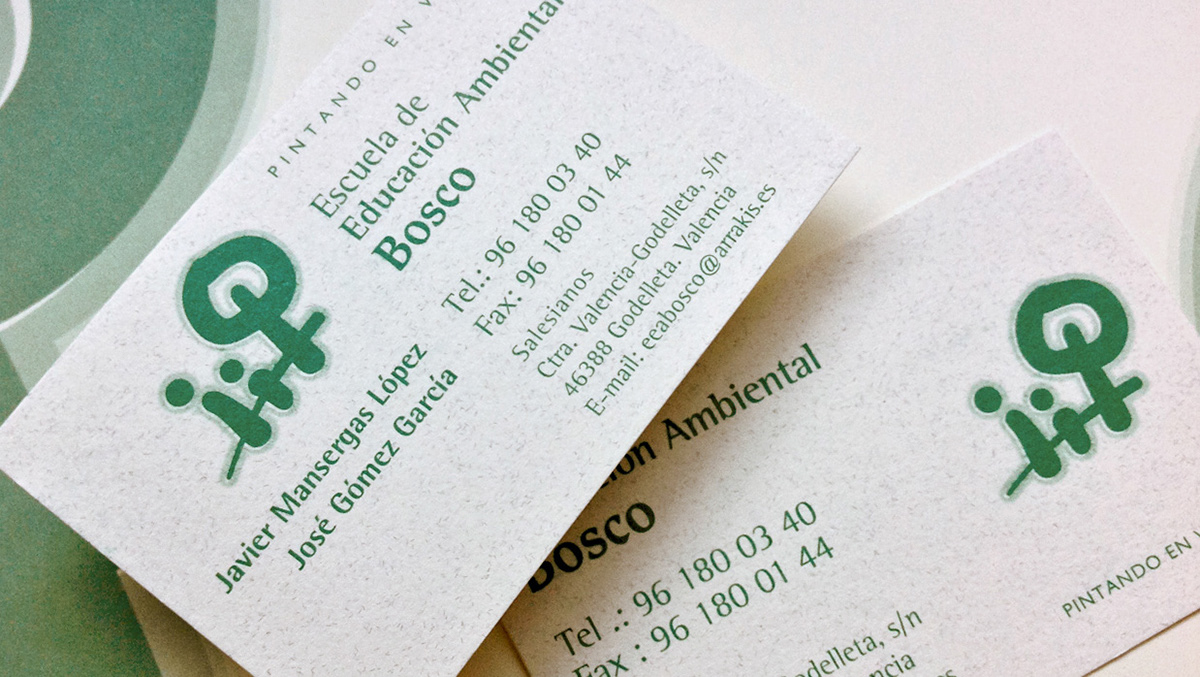 PINTANDO EN
Escuela de
Educación Ambiental
Bosco
Tel.: 96 180 03 40
Fax: 96 180 01 44
Salesianos
Ctra. Valencia-Godelleta, s/n
46388 Godelleta. Valencia
E-mail: eeabosco@arrakis.es
Javier Mansergas López
José Gómez García
Ambiental
Bosco
Tel .: 96 180 03 40
Fax : 96 180 01 44
s/n
PINTANDO EN